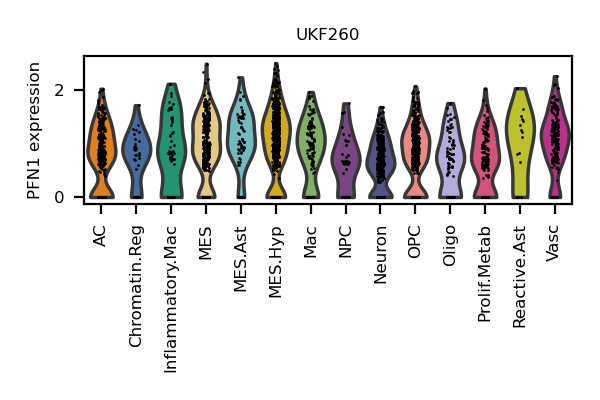 UKF260
PFN1 expression
2
0
AC
Chromatin.Reg
Inflammatory.Mac
MES
MES.Ast
MES.Hyp
Mac
NPC
Neuron
OPC
Oligo
Prolif.Metab
Reactive.Ast
Vasc